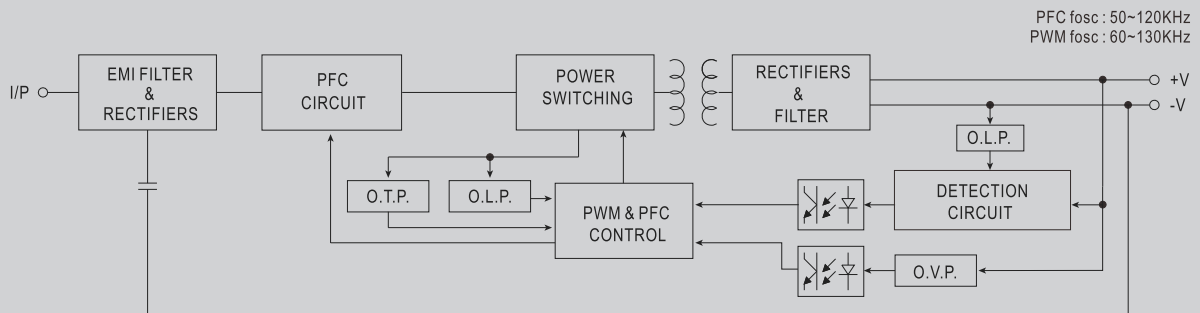 PFC fosc : 50~120KHz
PWM fosc : 60~130KHz
I/P
EMI FILTER
&
RECTIFIERS
PFC
CIRCUIT
POWER
SWITCHING
RECTIFIERS
&
FILTER
+V
-V
O.L.P.
O.T.P.
O.L.P.
PWM & PFC
CONTROL
DETECTION
CIRCUIT
O.V.P.